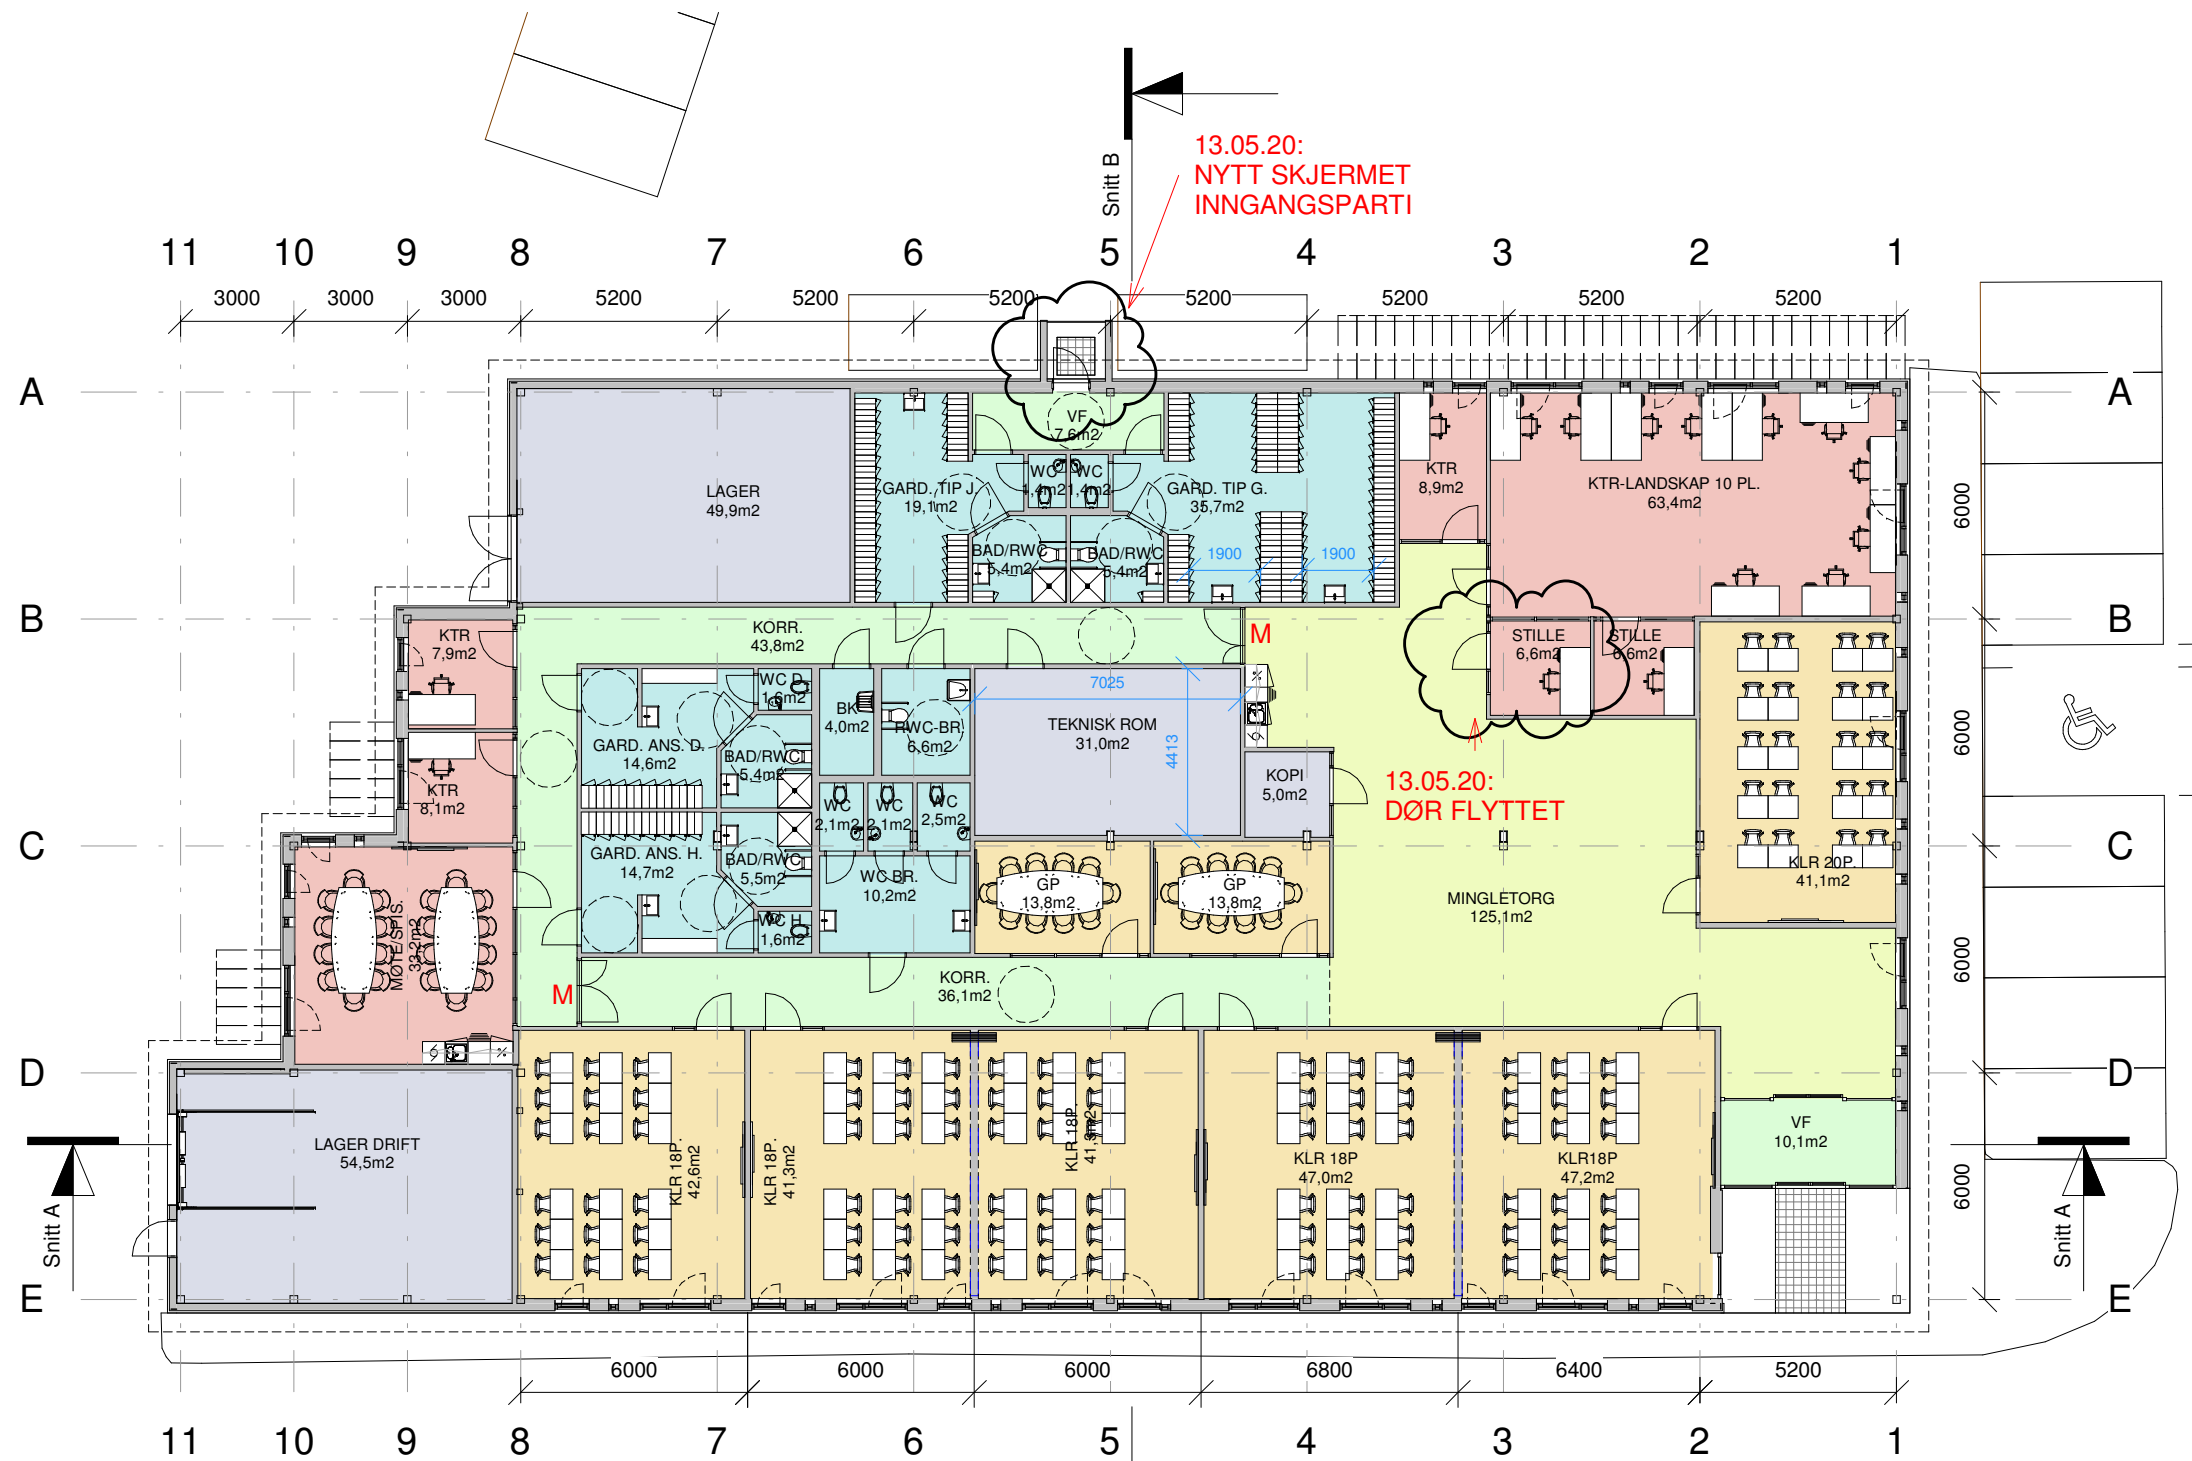 13.05.20:
NYTT SKJERMET
INNGANGSPARTI
Snitt B
11 10 9 8 7 6 5 4 3 2 1
3000 3000 3000 5200 5200 5200 5200 5200 5200 5200
A
A
VF
7,6m2
LAGER
49,9m2
GARD. TIP J.
19,1m2
WC
1,4m2
WC
1,4m2
GARD. TIP G.
35,7m2
KTR
8,9m2
KTR-LANDSKAP 10 PL.
63,4m2
6000
BAD/RWC
5,4m2
BAD/RWC
5,4m2
1900
1900
B
B
KTR
7,9m2
KORR.
43,8m2
M
STILLE
6,6m2
STILLE
6,6m2
WC D.
1,6m2
BK
4,0m2
RWC-BR.
6,6m2
7025
TEKNISK ROM
31,0m2
4413
GARD. ANS. D.
14,6m2
BAD/RWC
5,4m2
6000
KTR
8,1m2
KOPI
5,0m2
13.05.20:
DØR FLYTTET
WC
2,1m2
WC
2,1m2
WC
2,5m2
C
C
GARD. ANS. H.
14,7m2
BAD/RWC
5,5m2
WC BR.
10,2m2
GP
13,8m2
GP
13,8m2
KLR 20P.
41,1m2
MINGLETORG
125,1m2
MØTE/SPIS.
33,2m2
WC H.
1,6m2
6000
M
KORR.
36,1m2
D
D
LAGER DRIFT
54,5m2
KLR 18P.
42,6m2
KLR 18P.
41,3m2
KLR 18P.
41,3m2
KLR 18P
47,0m2
KLR18P
47,2m2
VF
10,1m2
6000
Snitt A
Snitt A
E
E
6000 6000 6000 6800 6400 5200
11 10 9 8 7 6 5 4 3 2 1